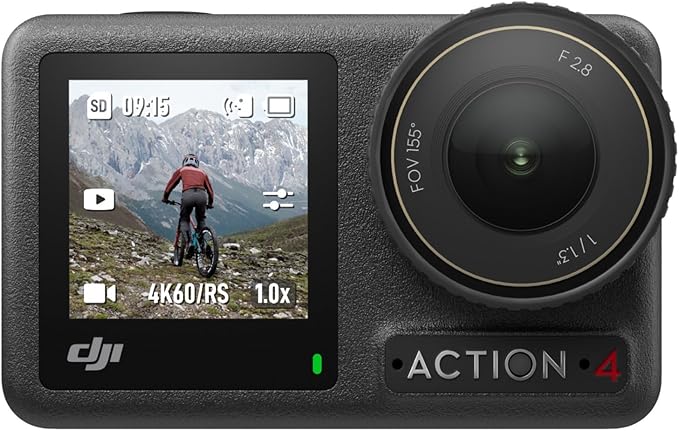 SD 09:15
4K60/RS 1.0x
dji
F 2.8
FOV 155°
1/1.3"
ACTION 4